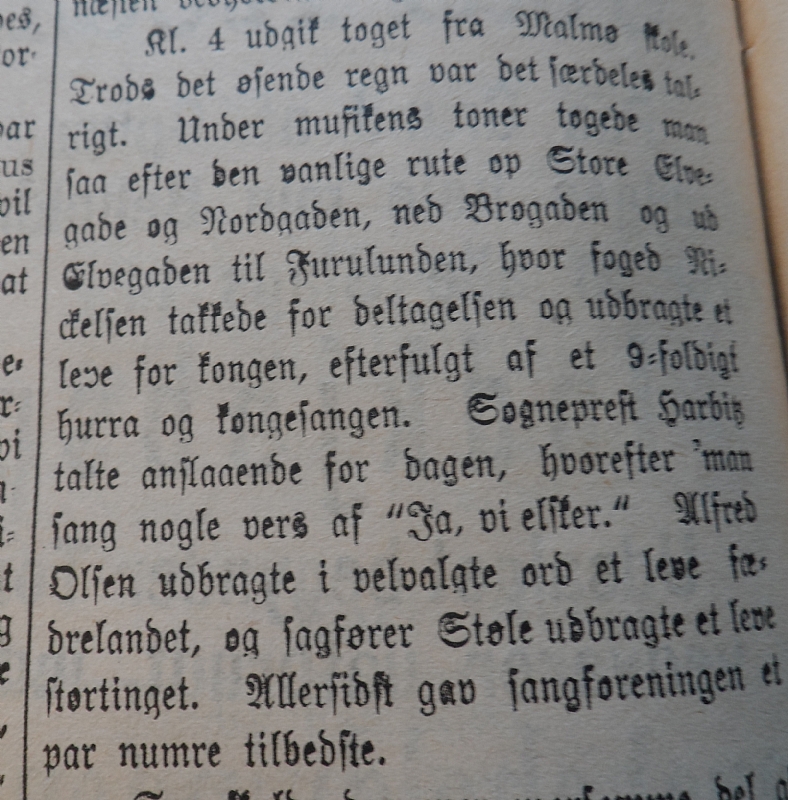 Kl. 4 udgik toget fra Malmø skole.
Trods det øsende regn var det særdeles tal-
rigt. Under musikens toner togede man
saa efter den vanlige rute op Store Elve-
gade og Nordgaden, ned Brogaden og ud
Elvegaden til Furulunden, hvor foged Ni-
ckelsen takkede for deltagelsen og udbragte et
leve for kongen, efterfulgt af et 9-foldigt
hurra og kongesangen. Sogneprest Harbitz
talte anslaaende for dagen, hvorefter man
sang nogle vers af “Ja, vi elsker.“ Alfred
Olsen udbragte i velvalgte ord et leve fæ-
drelandet, og sagfører Støle udbragte et leve
stortinget. Allersidst gav sangforeningen et
par numre tilbedste.